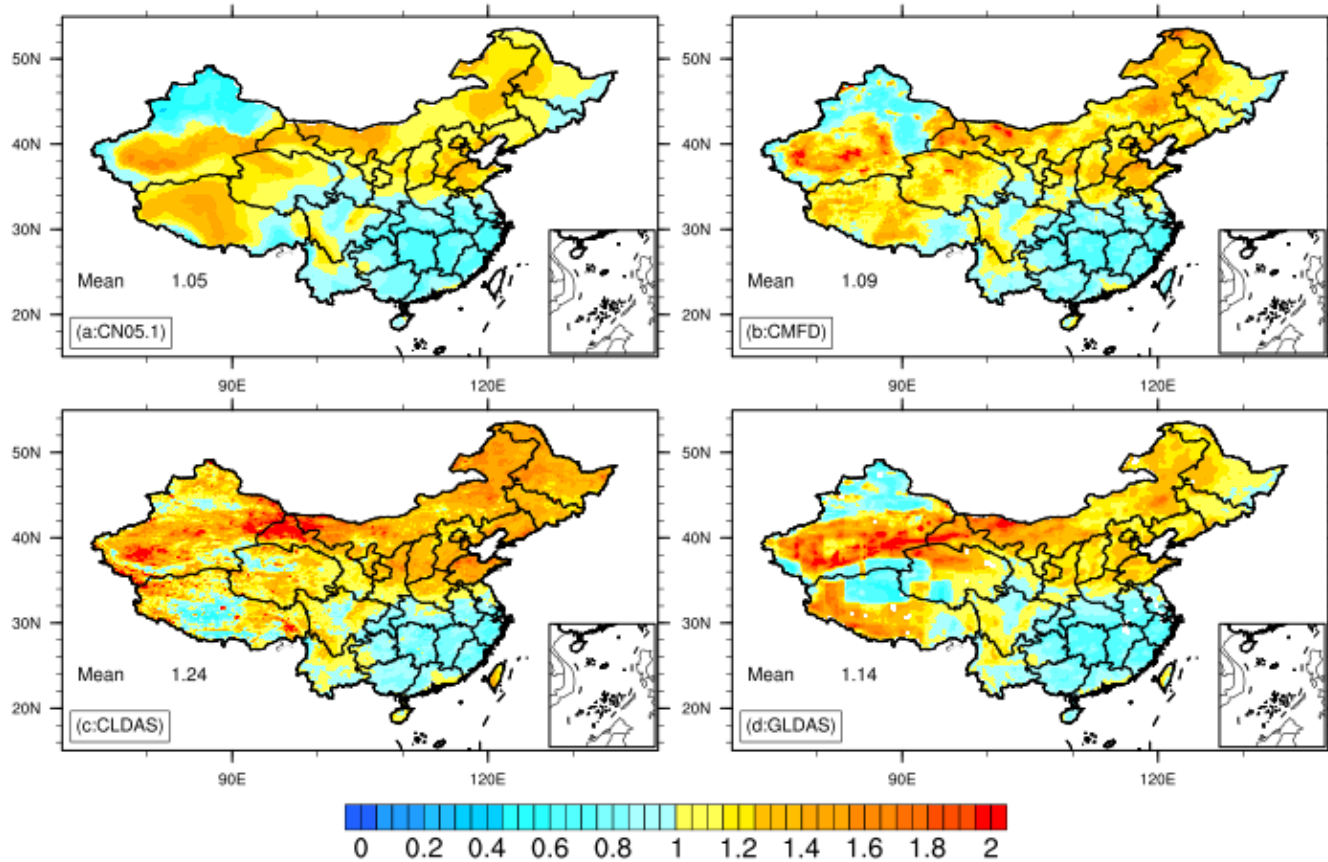 50N
40N
30N
20N
Mean 1.05
(a:CN05.1)
90E 120E
50N
40N
30N
20N
Mean 1.09
(b:CMFD)
90E 120E
50N
40N
30N
20N
Mean 1.24
(c:CLDAS)
90E 120E
50N
40N
30N
20N
Mean 1.14
(d:GLDAS)
90E 120E
0 0.2 0.4 0.6 0.8 1 1.2 1.4 1.6 1.8 2